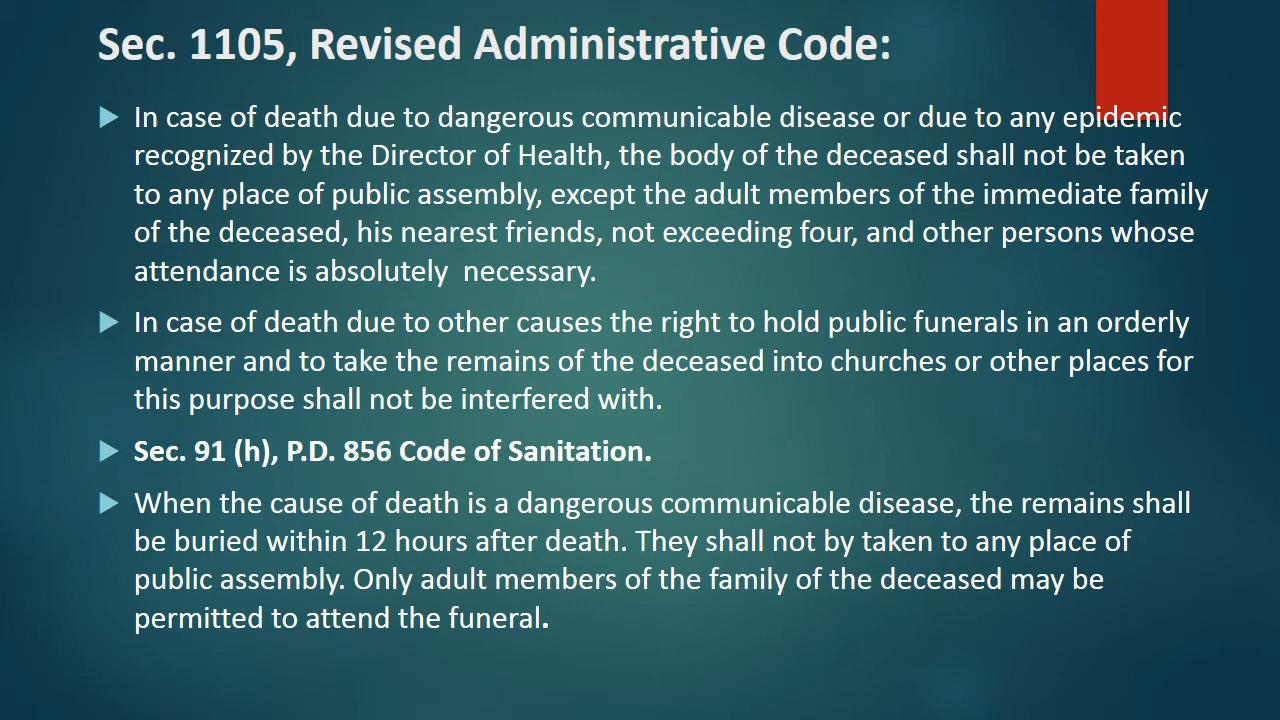 Sec. 1105, Revised Administrative Code:
In case of death due to dangerous communicable disease or due to any epidemic
recognized by the Director of Health, the body of the deceased shall not be taken
to any place of public assembly, except the adult members of the immediate family
of the deceased, his nearest friends, not exceeding four, and other persons whose
attendance is absolutely  necessary.
In case of death due to other causes the right to hold public funerals in an orderly
manner and to take the remains of the deceased into churches or other places for
this purpose shall not be interfered with.
Sec. 91 (h), P.D. 856 Code of Sanitation.
When the cause of death is a dangerous communicable disease, the remains shall
be buried within 12 hours after death. They shall not by taken to any place of
public assembly. Only adult members of the family of the deceased may be
permitted to attend the funeral.